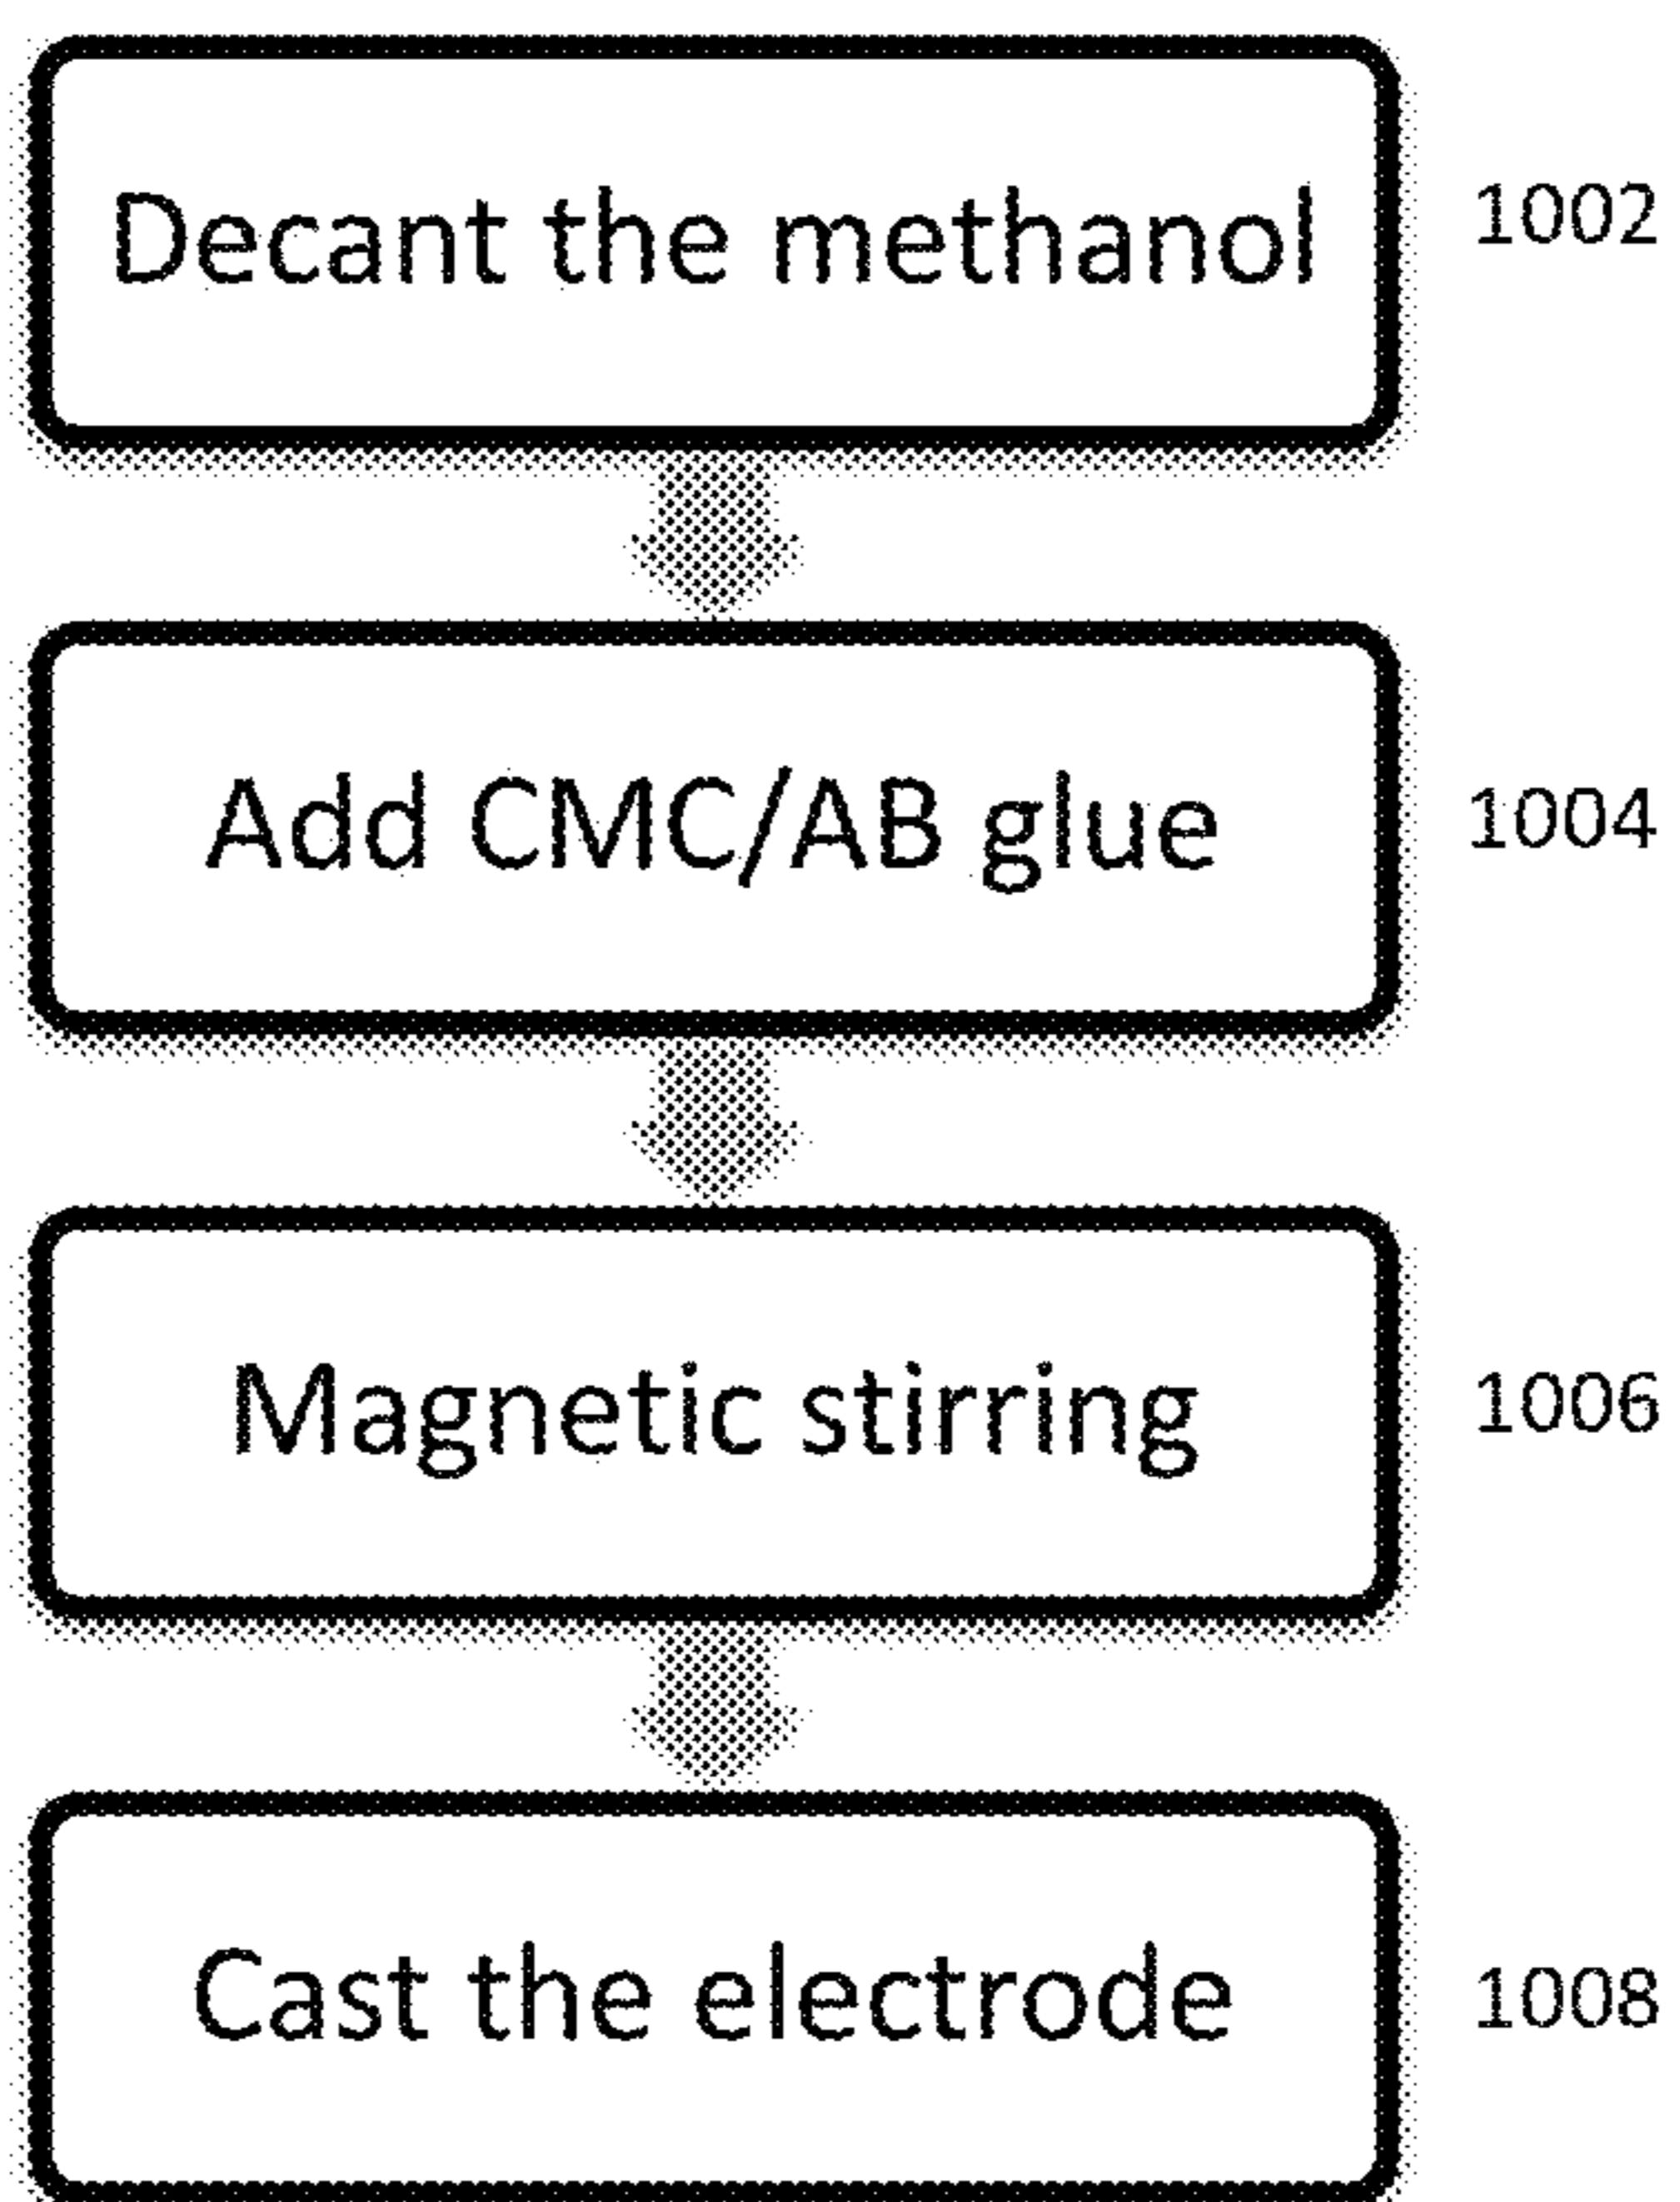 Decant the methanol 1002
Add CMC/AB glue 1004
Magnetic stirring 1006
Cast the electrode 1008